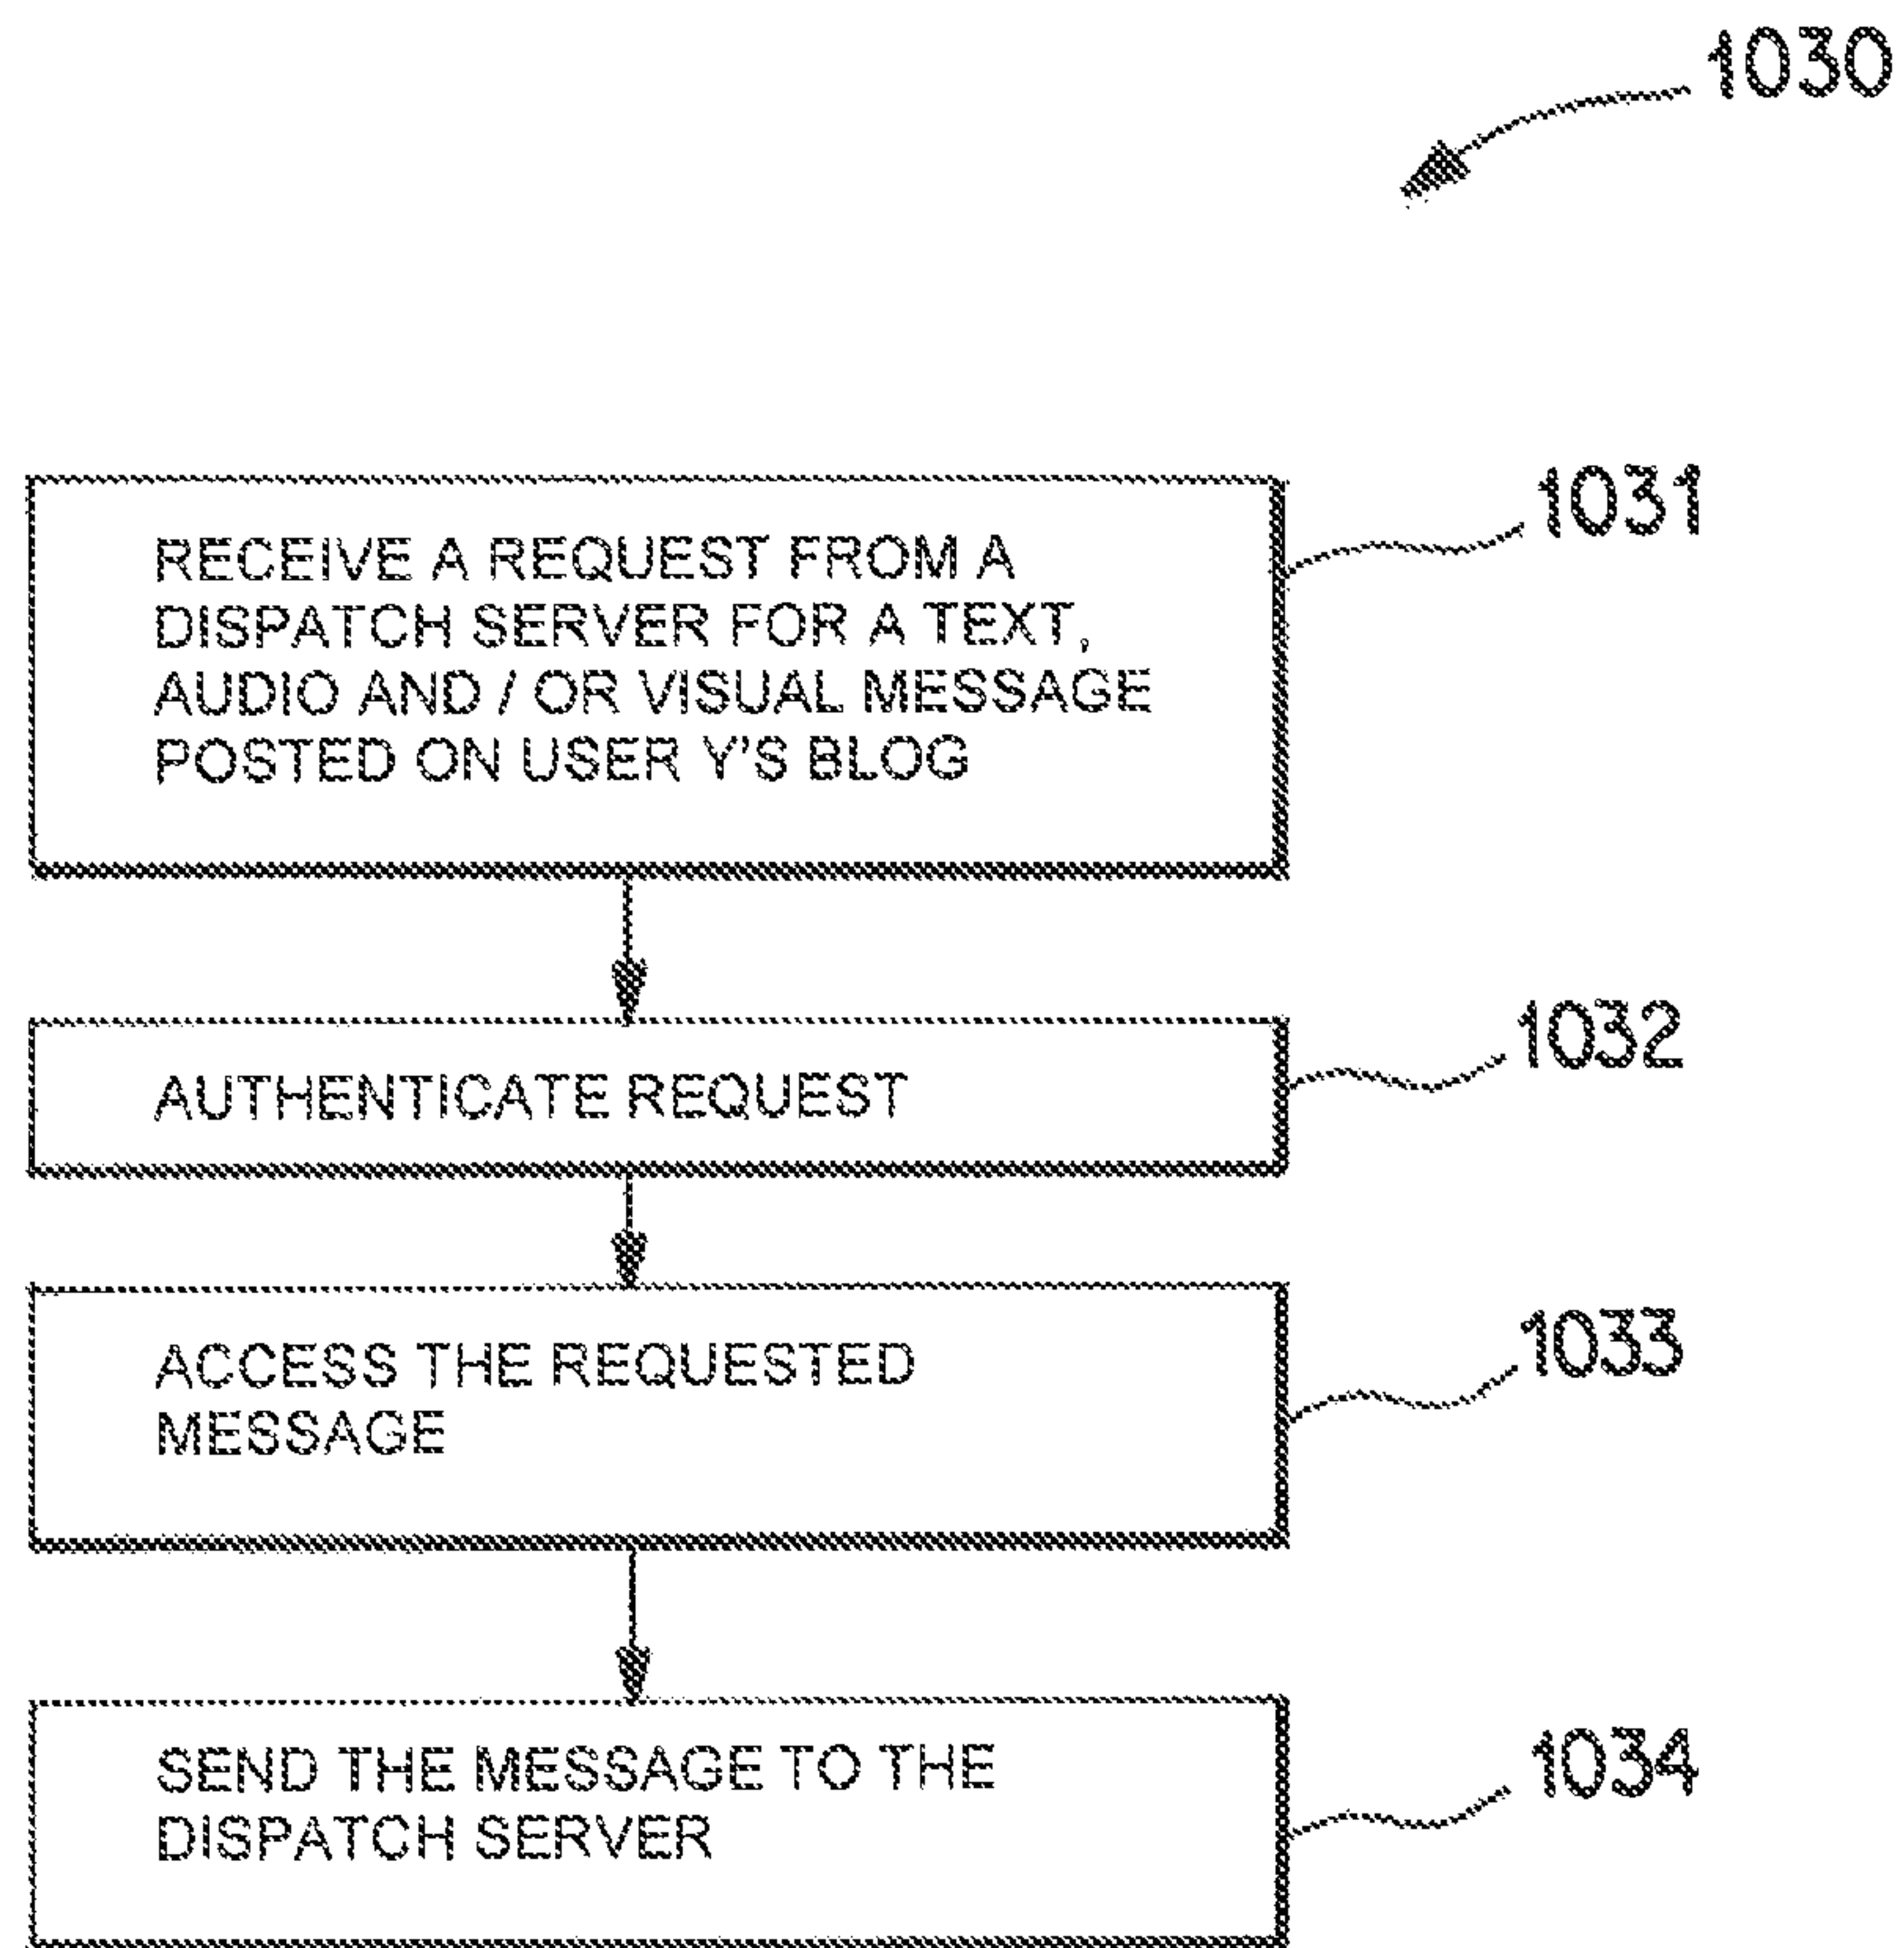 1030
RECEIVE A REQUEST FROM A
DISPATCH SERVER FOR A TEXT,
AUDIO AND / OR VISUAL MESSAGE
POSTED ON USER Y'S BLOG
1031
AUTHENTICATE REQUEST
1032
ACCESS THE REQUESTED
MESSAGE
1033
SEND THE MESSAGE TO THE
DISPATCH SERVER
1034